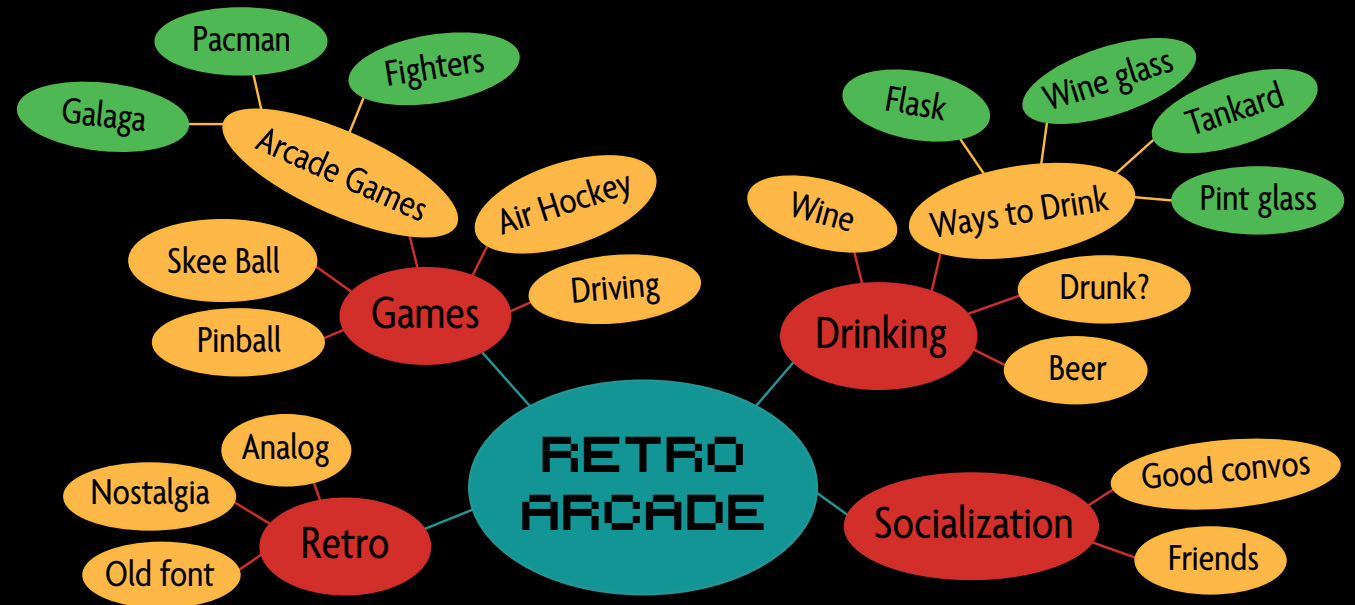 Pacman
Fighters
Galaga
Arcade Games
Air Hockey
Skee Ball
Driving
Games
Pinball
Flask
Wine glass
Tankard
Pint glass
Wine
Ways to Drink
Drunk?
Drinking
Beer
RETRO
ARCADE
Analog
Nostalgia
Retro
Old font
Good convos
Socialization
Friends